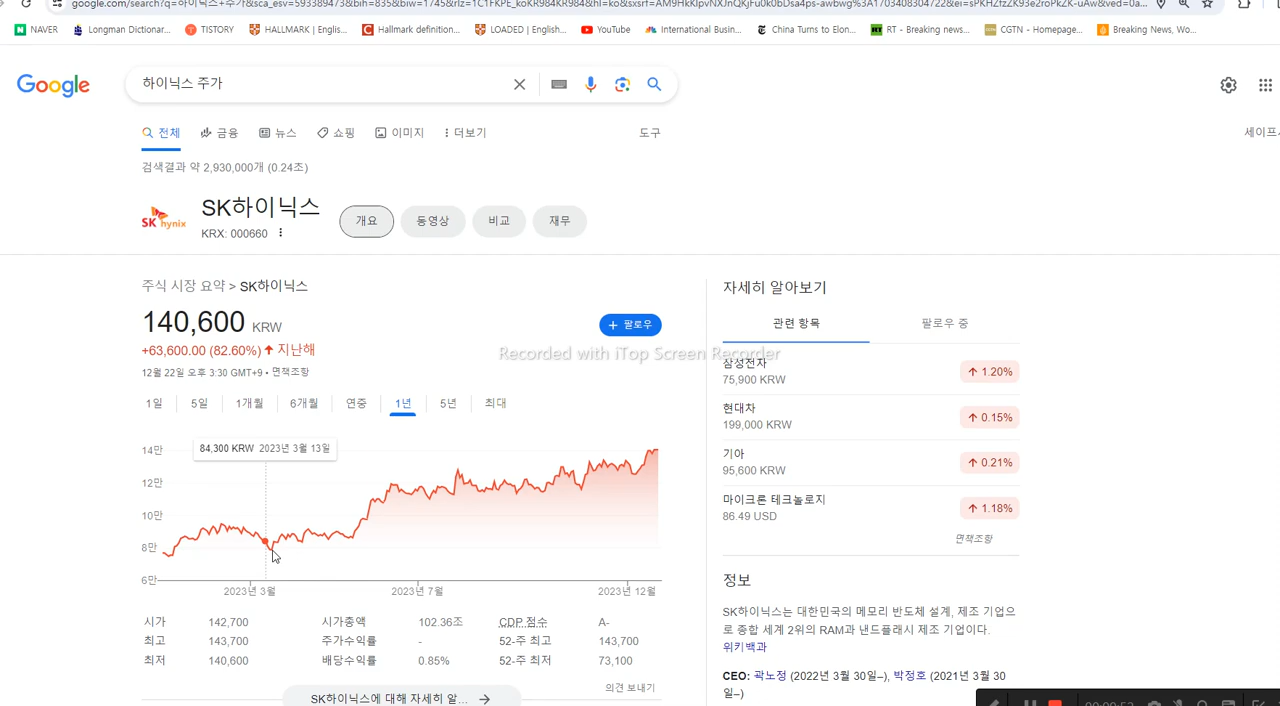 NAVER
Longman Dictionar...
TISTORY
HALLMARK | Englis...
Hallmark definition...
LOADED | English...
YouTube
International Busin...
China Turns to Elon...
RT - Breaking news...
CGTN - Homepage...
Breaking News, Wo...
Google
하이닉스 주가
전체
금융
뉴스
쇼핑
이미지
더보기
도구
검색결과 약 2,930,000개 (0.24초)
SK hynix
SK하이닉스
KRX: 000660
개요
동영상
비교
재무
주식 시장 요약 > SK하이닉스
140,600 KRW
+ 팔로우
+63,600.00 (82.60%) 지난해
12월 22일 오후 3:30 GMT+9 • 면책조항
Recorded with iTop Screen Recorder
1일
5일
1개월
6개월
연중
1년
5년
최대
84,300 KRW 2023년 3월 13일
14만
12만
10만
8만
6만
2023년 3월
2023년 7월
2023년 12월
시가 142,700 시가총액 102.36조 CDP 점수 A-
최고 143,700 주가수익률 - 52-주 최고 143,700
최저 140,600 배당수익률 0.85% 52-주 최저 73,100
의견 보내기
SK하이닉스에 대해 자세히 알...
자세히 알아보기
관련 항목
팔로우 중
삼성전자
75,900 KRW
1.20%
현대차
199,000 KRW
0.15%
기아
95,600 KRW
0.21%
마이크론 테크놀로지
86.49 USD
1.18%
면책조항
정보
SK하이닉스는 대한민국의 메모리 반도체 설계, 제조 기업으
로 종합 세계 2위의 RAM과 낸드플래시 제조 기업이다.
위키백과
CEO: 곽노정 (2022년 3월 30일–), 박정호 (2021년 3월 30
일–)